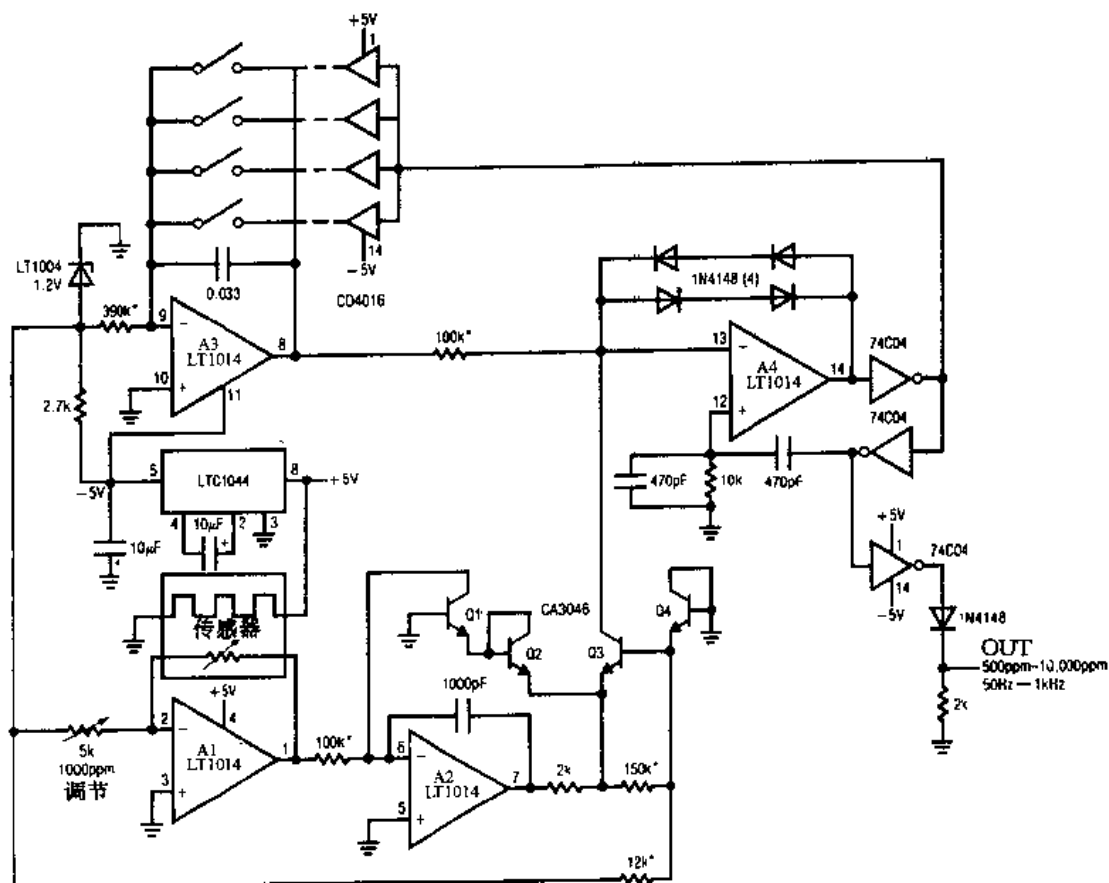 +5V
1
14
-5V
CD4016
LT1004
1.2V
390k*
0.033
9
10
A3
LT1014
8
11
2.7k
100k*
1N4148 (4)
13
12
A4
LT1014
14
74C04
74C04
470pF
10k
470pF
-5V
5
LTC1044
8
+5V
4
10μF
+
2
3
10μF
+
传感器
+5V
1
14
-5V
74C04
1N4148
OUT
500ppm-10,000ppm
50Hz — 1kHz
2k
Q1
Q2
CA3046
Q3
Q4
1000pF
+5V
4
2
3
A1
LT1014
1
5k
1000ppm
调节
100k*
6
5
A2
LT1014
7
2k
150k*
12k*